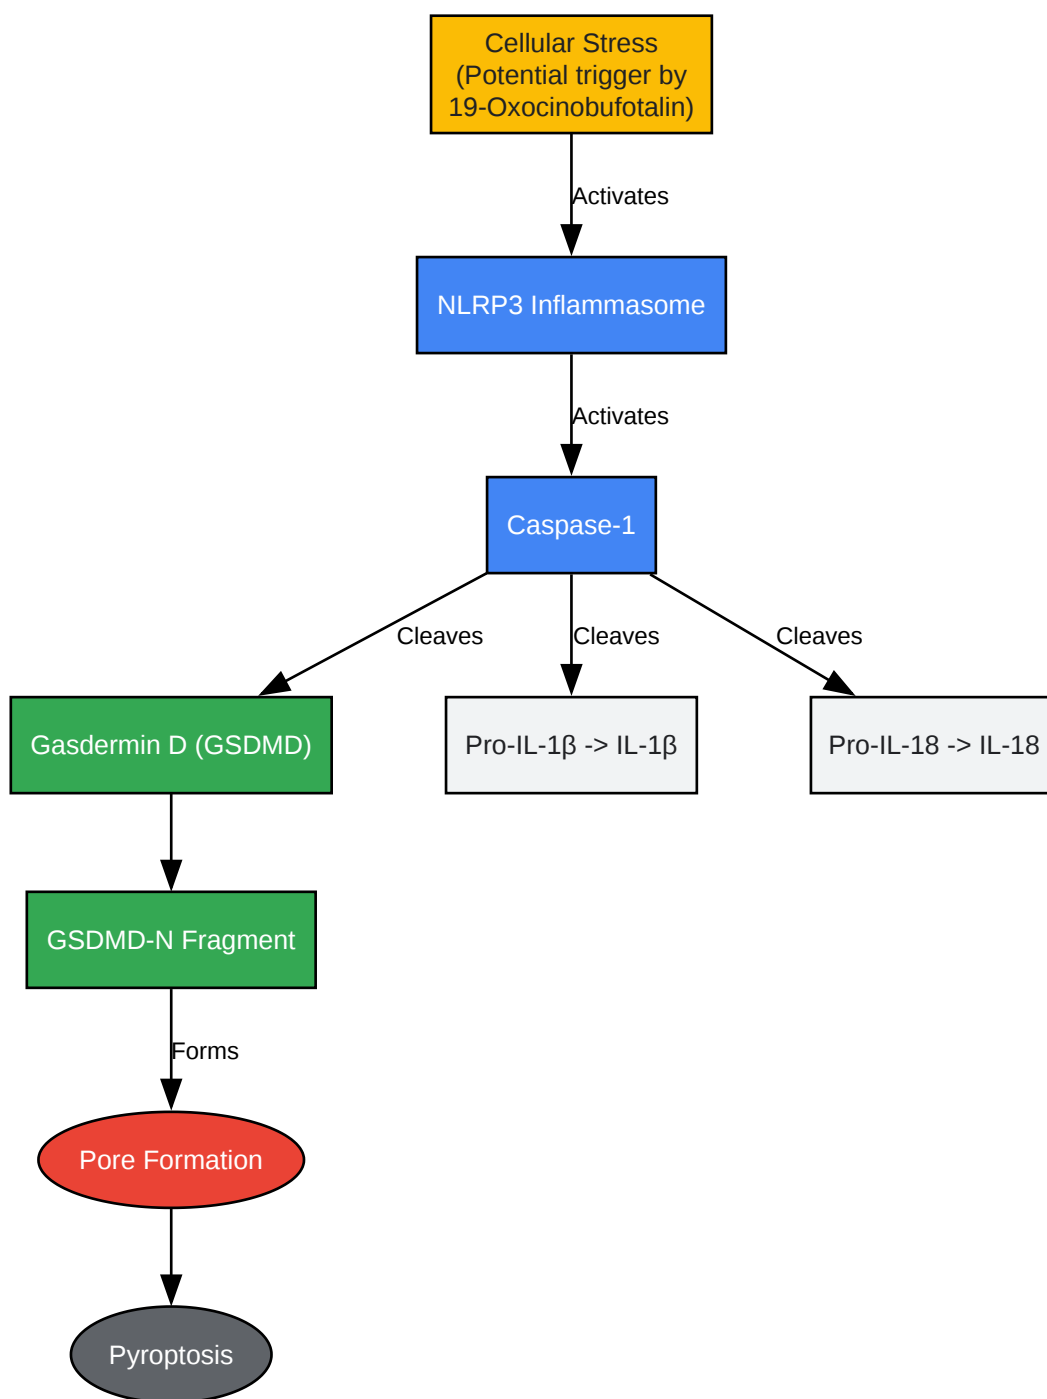 Cellular Stress
(Potential trigger by
19-Oxocinobufotalin)
Activates
NLRP3 Inflammasome
Activates
Caspase-1
Cleaves
Cleaves
Cleaves
Gasdermin D (GSDMD)
Pro-IL-1β -> IL-1β
Pro-IL-18 -> IL-18
GSDMD-N Fragment
Forms
Pore Formation
Pyroptosis